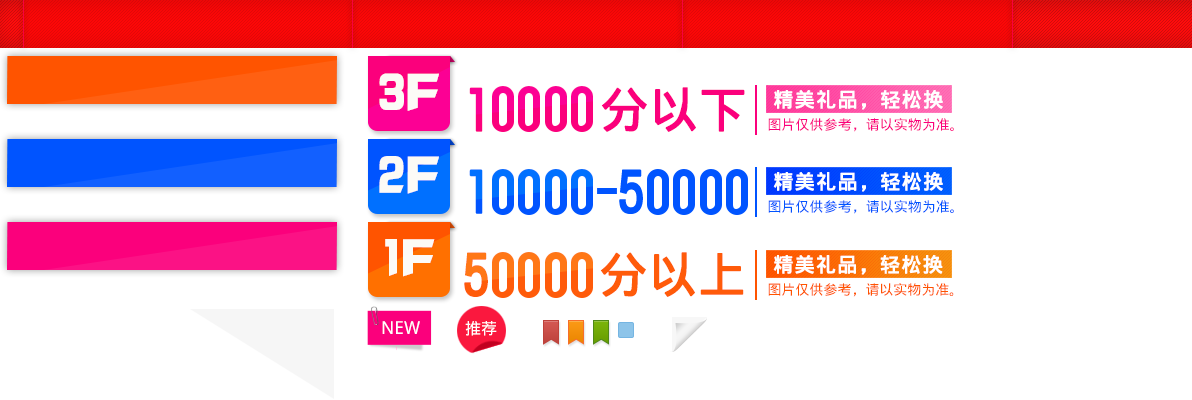 3F
10000分以下
精美礼品，轻松换
图片仅供参考，请以实物为准。
2F
10000-50000
精美礼品，轻松换
图片仅供参考，请以实物为准。
1F
50000分以上
精美礼品，轻松换
图片仅供参考，请以实物为准。
NEW
推荐